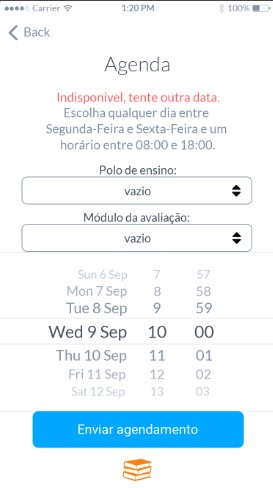 Carrier 1:20 PM 100%
Back
Agenda
Indisponível, tente outra data.
Escolha qualquer dia entre
Segunda-Feira e Sexta-Feira e um
horário entre 08:00 e 18:00.
Polo de ensino:
vazio
Módulo da avaliação:
vazio
Sun 6 Sep 7 57
Mon 7 Sep 8 58
Tue 8 Sep 9 59
Wed 9 Sep 10 00
Thu 10 Sep 11 01
Fri 11 Sep 12 02
Sat 12 Sep 13 03
Enviar agendamento